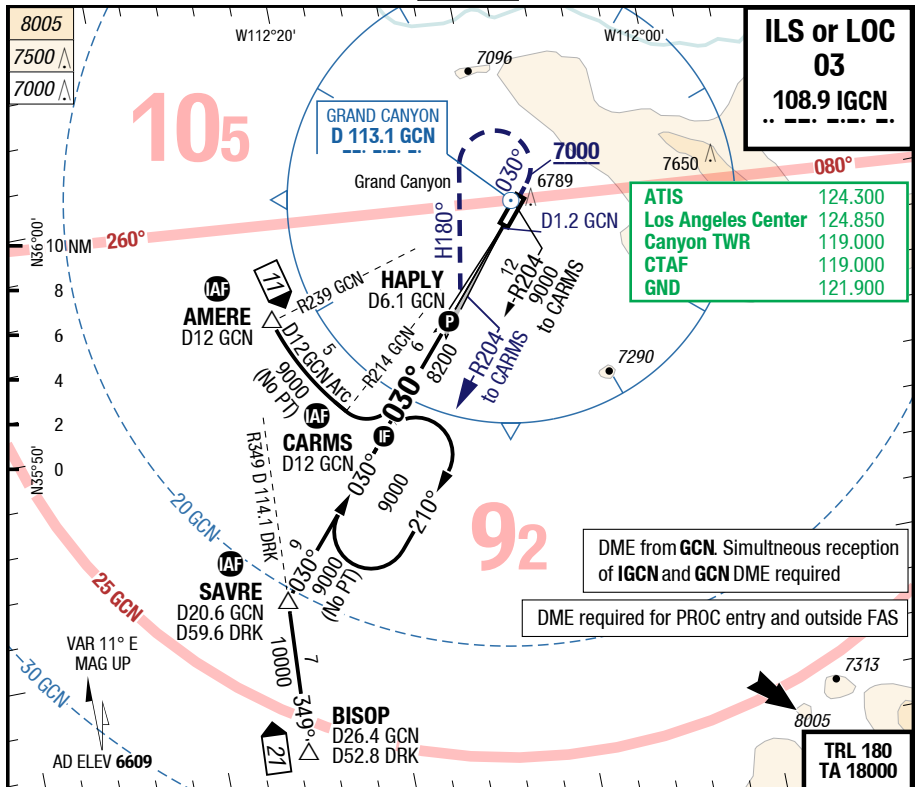 8005
7500
7000
W112°20'
W112°00'
7096
ILS or LOC
03
108.9 IGCN
105
GRAND CANYON
D 113.1 GCN
7000
7650
080°
Grand Canyon
030°
6789
ATIS 124.300
Los Angeles Center 124.850
Canyon TWR 119.000
CTAF 119.000
GND 121.900
D1.2 GCN
H180°
N36°00'
10 NM
260°
8
6
4
2
0
N35°50'
IAF
AMERE
D12 GCN
11
R239 GCN
HAPLY
D6.1 GCN
P
12
R204
9000
to CARMS
D12 GCN Arc
5
9000
(No PT)
R214 GCN
6
8200
R204
to CARMS
7290
IAF
CARMS
D12 GCN
IF
030°
030°
9000
210°
R349 D 114.1 DRK
20 GCN
92
DME from GCN. Simultneous reception
of IGCN and GCN DME required
DME required for PROC entry and outside FAS
IAF
SAVRE
D20.6 GCN
D59.6 DRK
9
030°
9000
(No PT)
25 GCN
30 GCN
VAR 11° E
MAG UP
AD ELEV 6609
7
10000
349°
21
BISOP
D26.4 GCN
D52.8 DRK
7313
8005
TRL 180
TA 18000